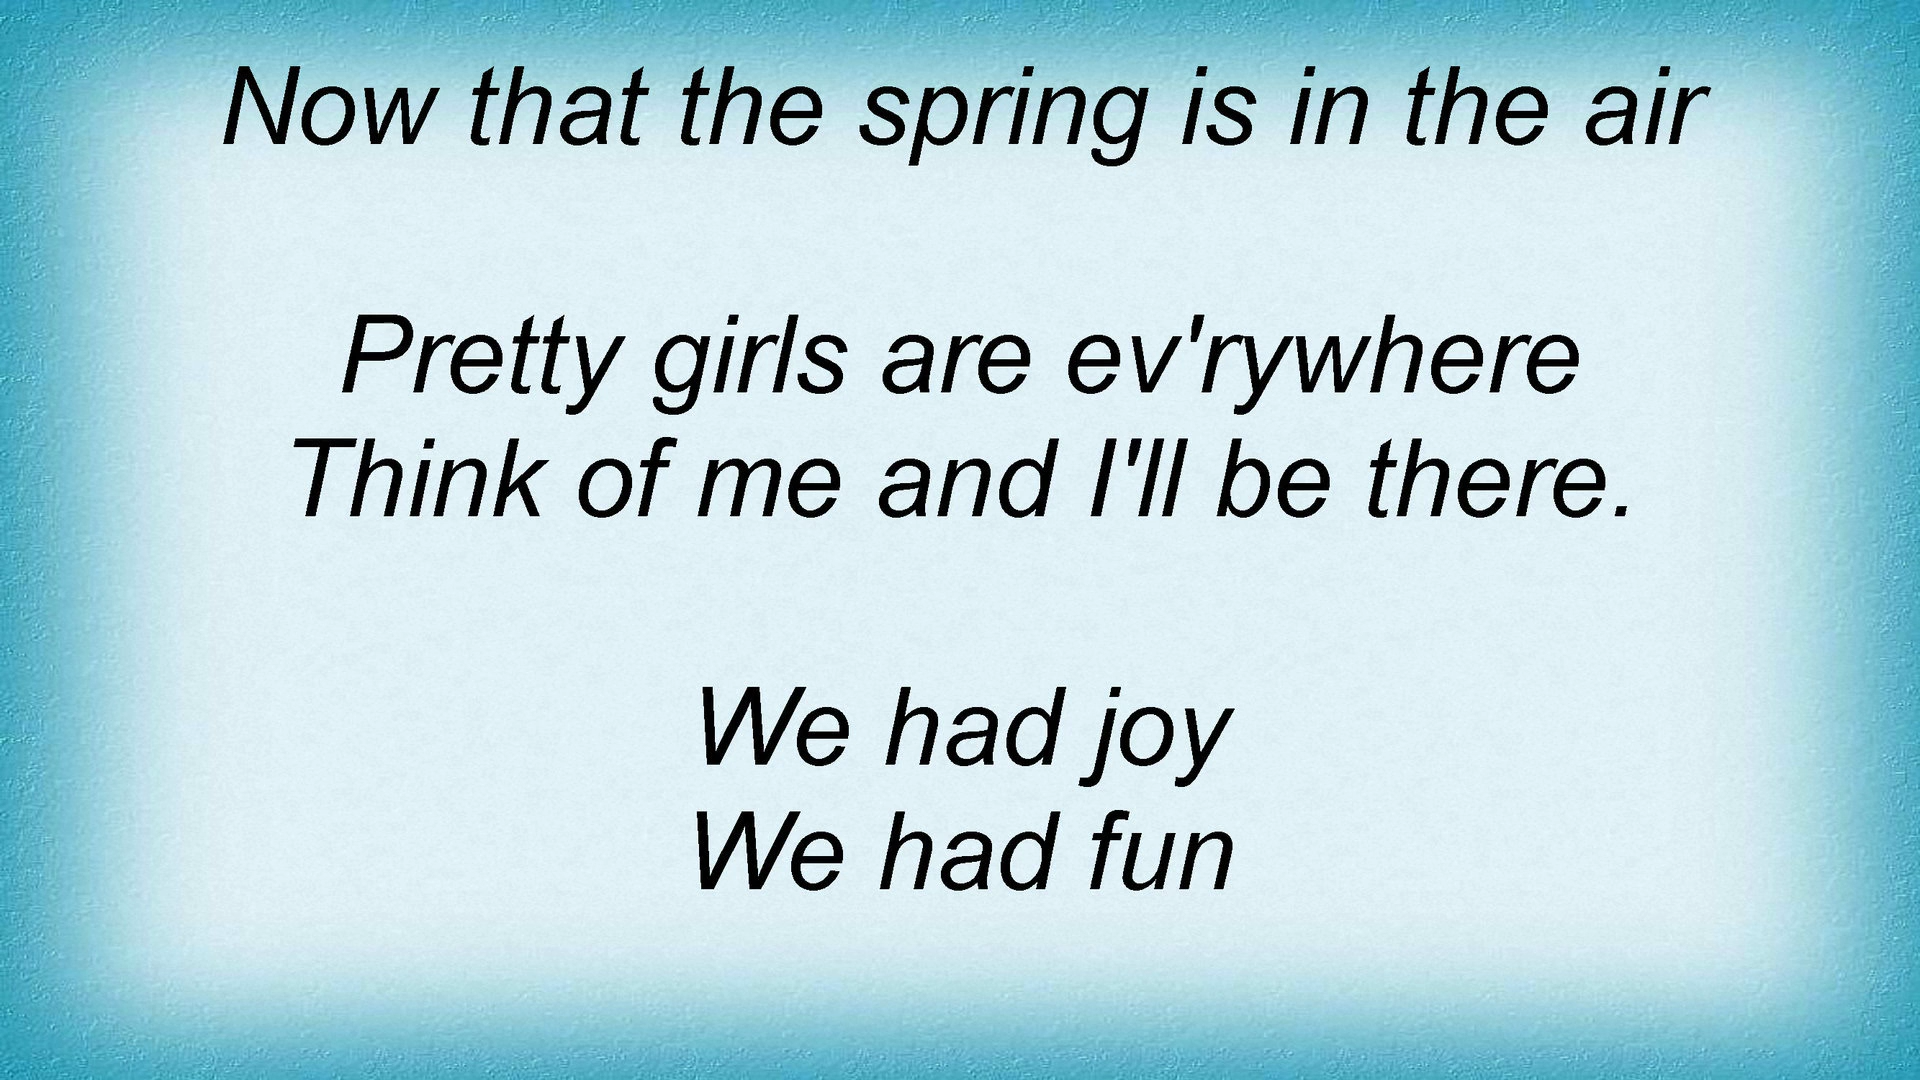 Now that the spring is in the air
Pretty girls are ev'rywhere
Think of me and I'll be there.
We had joy
We had fun